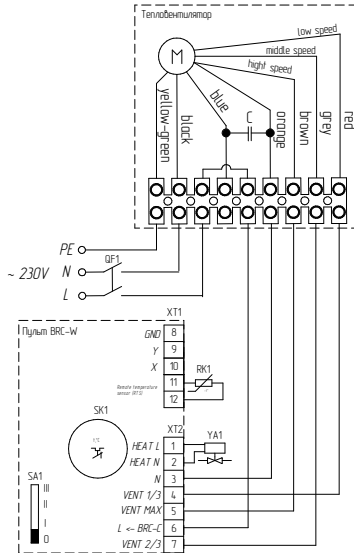 Тепловентилятор
low speed
middle speed
hight speed
M
C
yellow-green
black
blue
orange
brown
grey
red
PE
~ 230V
N
QF1
L
Пульт BRC-W
XT1
GND 8
Y 9
X 10
11
12
Remote temperature
sensor (RTS)
RK1
SK1
t,°C
XT2
HEAT L 1
HEAT N 2
N 3
VENT 1/3 4
VENT MAX 5
L <- BRC-C 6
VENT 2/3 7
YA1
SA1
III
II
I
0